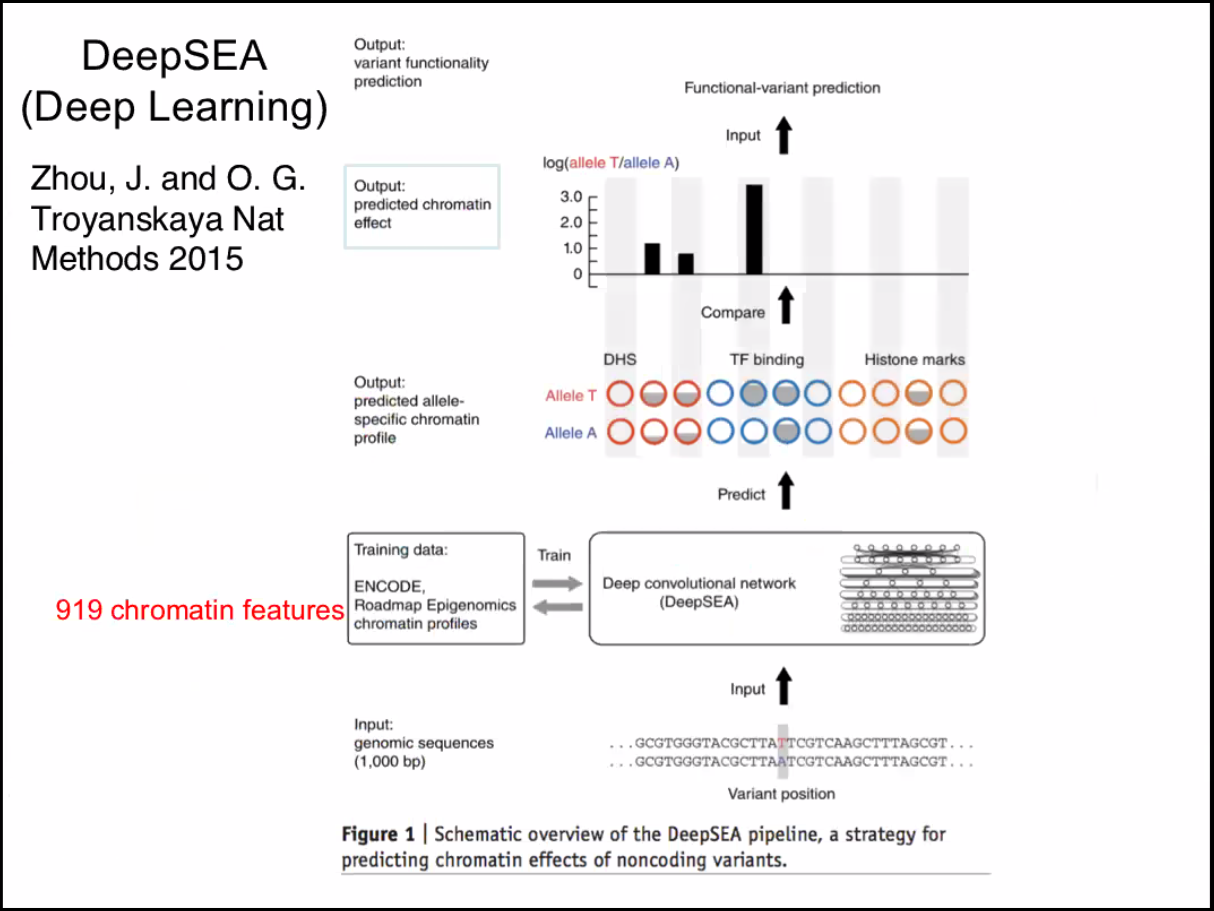 DeepSEA
(Deep Learning)
Zhou, J. and O. G.
Troyanskaya Nat
Methods 2015
919 chromatin features
Output:
variant functionality
prediction
Functional-variant prediction
Input
Output:
predicted chromatin
effect
log(allele T/allele A)
3.0
2.0
1.0
0
Compare
Output:
predicted allele-
specific chromatin
profile
DHS TF binding Histone marks
Allele T
Allele A
Predict
Training data:
ENCODE,
Roadmap Epigenomics
chromatin profiles
Train
Deep convolutional network
(DeepSEA)
Input
Input:
genomic sequences
(1,000 bp)
...GCGTGGGTACGCTTATTCGTCAAGCTTTAGCGT...
...GCGTGGGTACGCTTAATCGTCAAGCTTTAGCGT...
Variant position
Figure 1 | Schematic overview of the DeepSEA pipeline, a strategy for
predicting chromatin effects of noncoding variants.